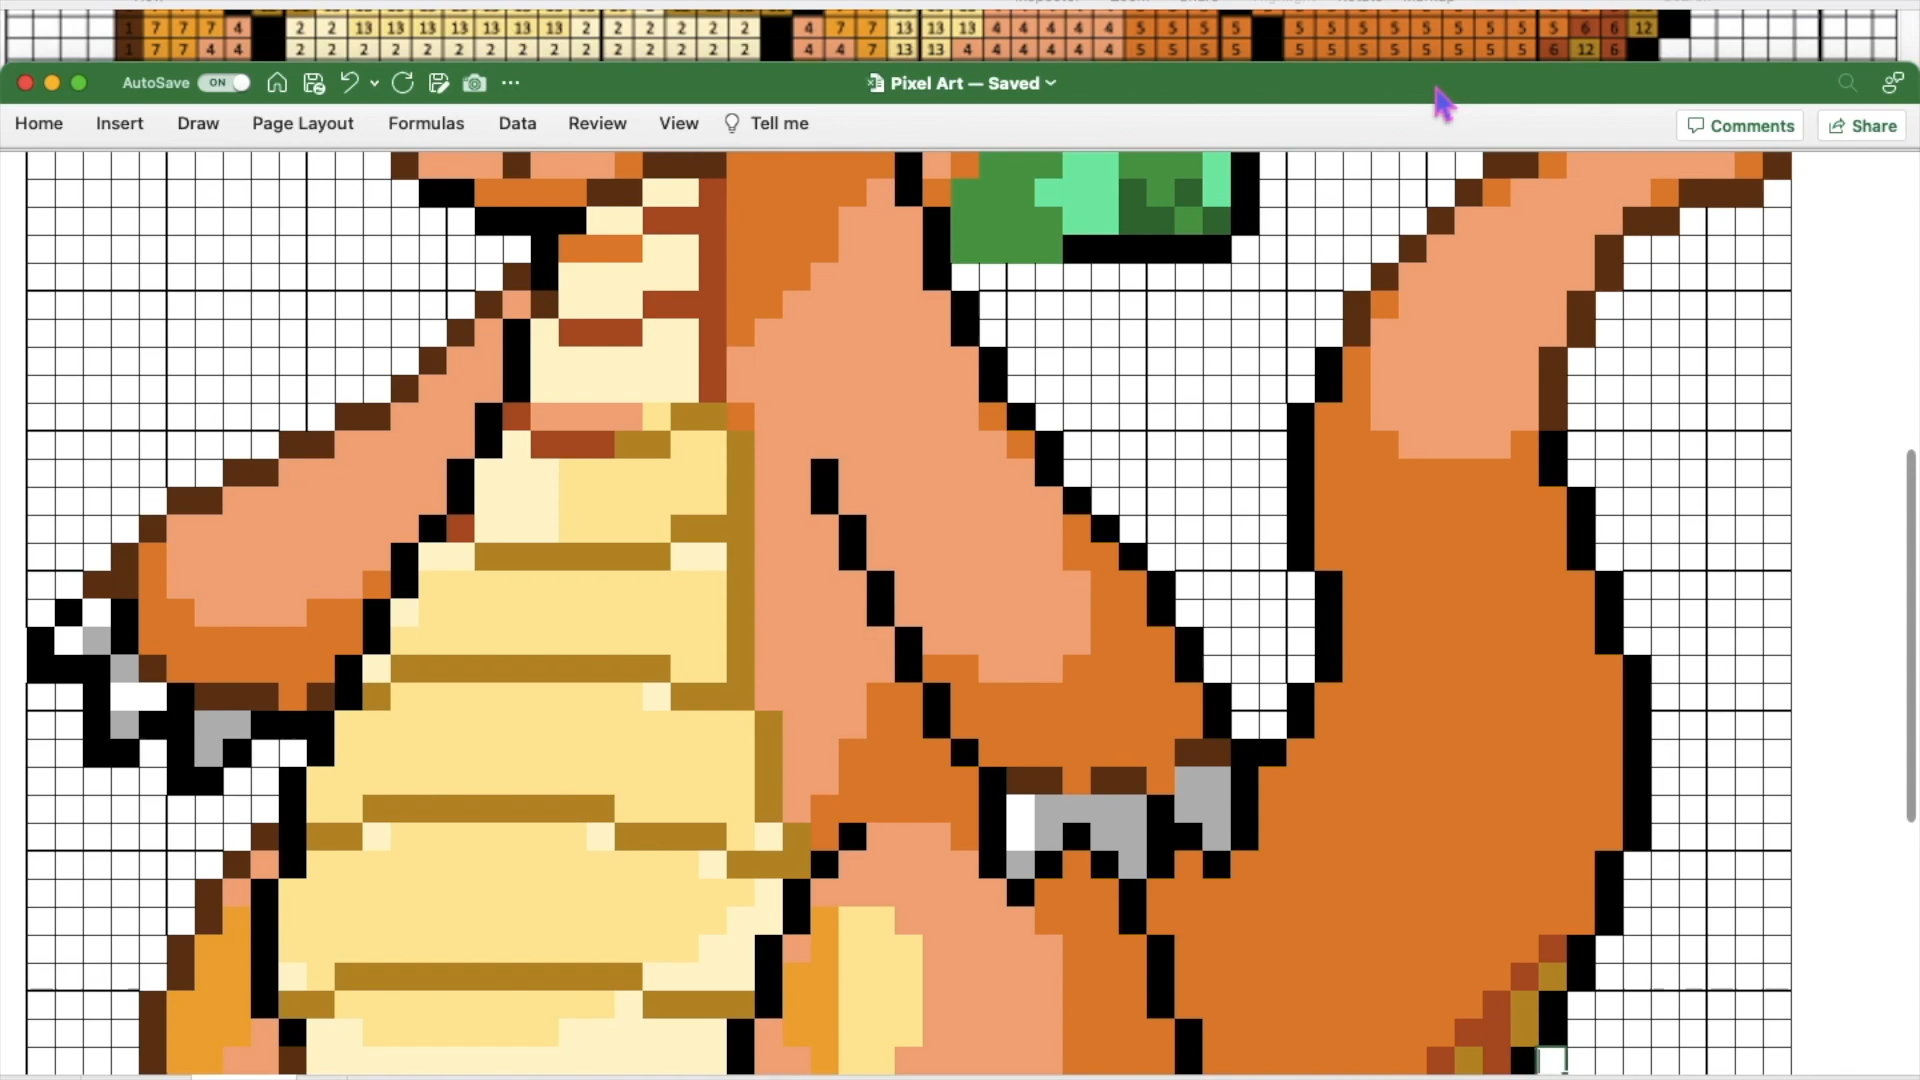 1 7 7 7 4 2 2 13 13 13 13 13 13 13 2 2 2 2 2 4 7 7 13 13 13 4 4 4 4 5 5 5 5 5 5 5 5 5 5 5 5 5 6 6 12
1 7 7 4 4 2 2 2 2 2 2 2 2 2 2 2 2 2 2 4 4 7 13 13 4 4 4 4 4 5 5 5 5 5 5 5 5 5 5 5 5 6 12 6
AutoSave ON Pixel Art — Saved
Home Insert Draw Page Layout Formulas Data Review View Tell me Comments Share